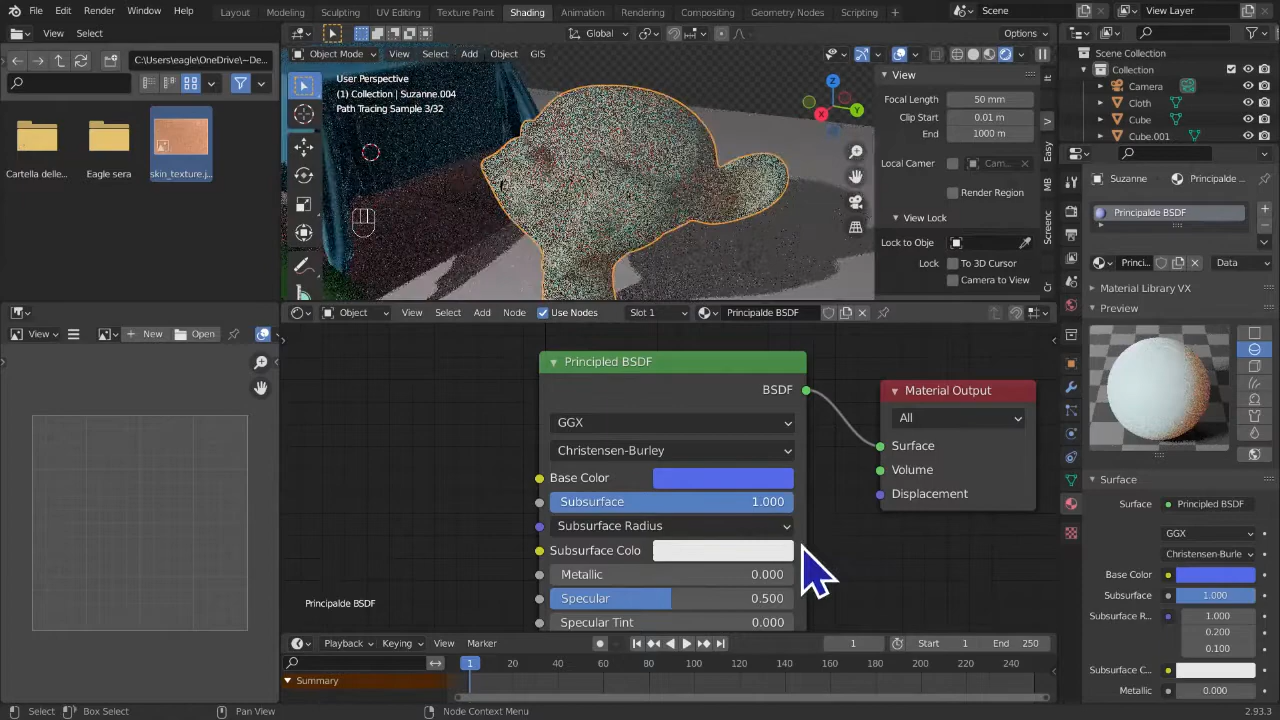 File Edit Render Window Help
Layout Modeling Sculpting UV Editing Texture Paint Shading Animation Rendering Compositing Geometry Nodes Scripting
Scene
View Layer
View Select
C:\Users\eagle\OneDrive\~De...
Cartella delle...
Eagle sera
skin_texture.j...
Global
Options
Object Mode View Select Add Object GIS
User Perspective
(1) Collection | Suzanne.004
Path Tracing Sample 3/32
X
Y
Z
View
Focal Length 50 mm
Clip Start 0.01 m
End 1000 m
Local Camer Cam...
Render Region
View Lock
Lock to Obje
Lock To 3D Cursor
Camera to View
It
V
Easy
MB
Screenc
Cr
Scene Collection
Collection
Camera
Cloth
Cube
Cube.001
Suzanne Principalde ...
Principalde BSDF
Princi... Data
Material Library VX
Preview
Surface
Surface Principled BSDF
GGX
Christensen-Burle
Base Color
Subsurface 1.000
Subsurface R... 1.000
0.200
0.100
Subsurface C...
Metallic 0.000
View New Open
Object View Select Add Node Use Nodes Slot 1 Principalde BSDF
Principled BSDF
BSDF
GGX
Christensen-Burley
Base Color
Subsurface 1.000
Subsurface Radius
Subsurface Colo
Metallic 0.000
Specular 0.500
Specular Tint 0.000
Material Output
All
Surface
Volume
Displacement
Principalde BSDF
Playback Keying View Marker 1 Start 1 End 250
1 20 40 60 80 100 120 140 160 180 200 220 240
Summary
Select Box Select Pan View Node Context Menu 2.93.3